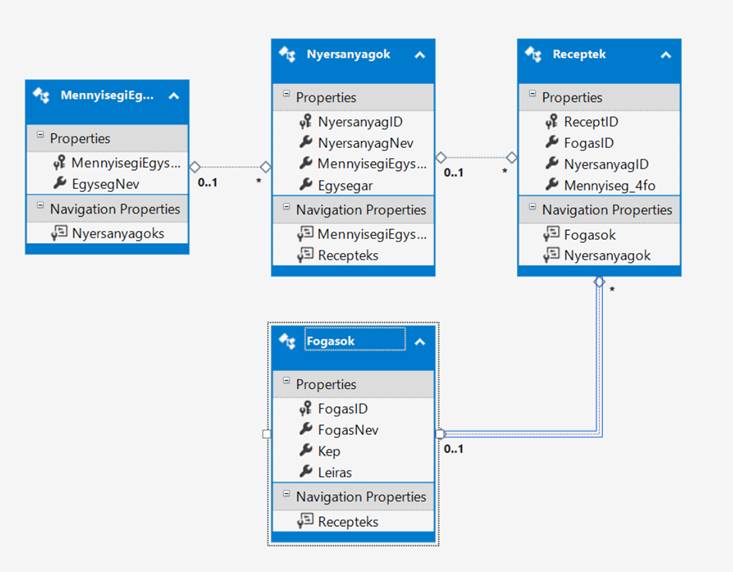 MennyisegiEg...
Properties
MennyisegiEgys...
EgysegNev
Navigation Properties
Nyersanyagoks
0..1
*
Nyersanyagok
Properties
NyersanyagID
NyersanyagNev
MennyisegiEgys...
Egysegar
Navigation Properties
MennyisegiEgys...
Recepteks
0..1
*
Receptek
Properties
ReceptID
FogasID
NyersanyagID
Mennyiseg_4fo
Navigation Properties
Fogasok
Nyersanyagok
*
Fogasok
Properties
FogasID
FogasNev
Kep
Leiras
Navigation Properties
Recepteks
0..1